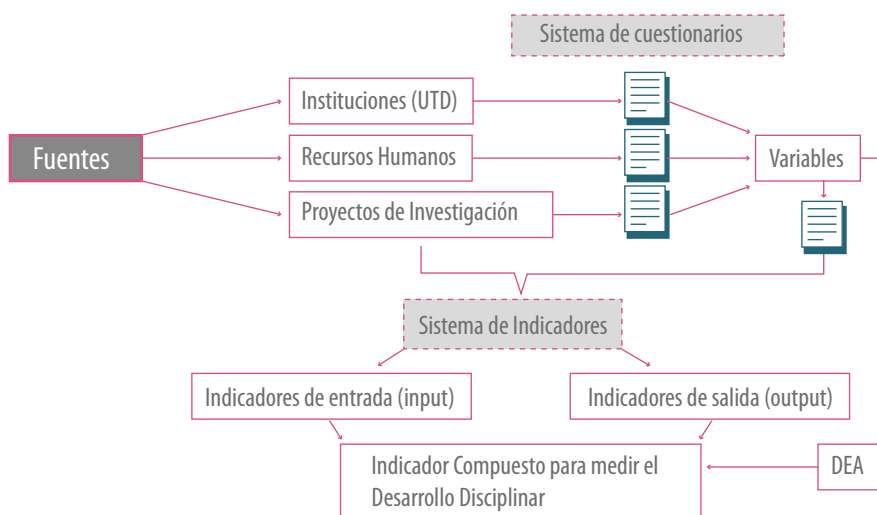 Sistema de cuestionarios
Instituciones (UTD)
Fuentes
Recursos Humanos
Variables
Proyectos de Investigación
Sistema de Indicadores
Indicadores de entrada (input)
Indicadores de salida (output)
Indicador Compuesto para medir el
Desarrollo Disciplinar
DEA